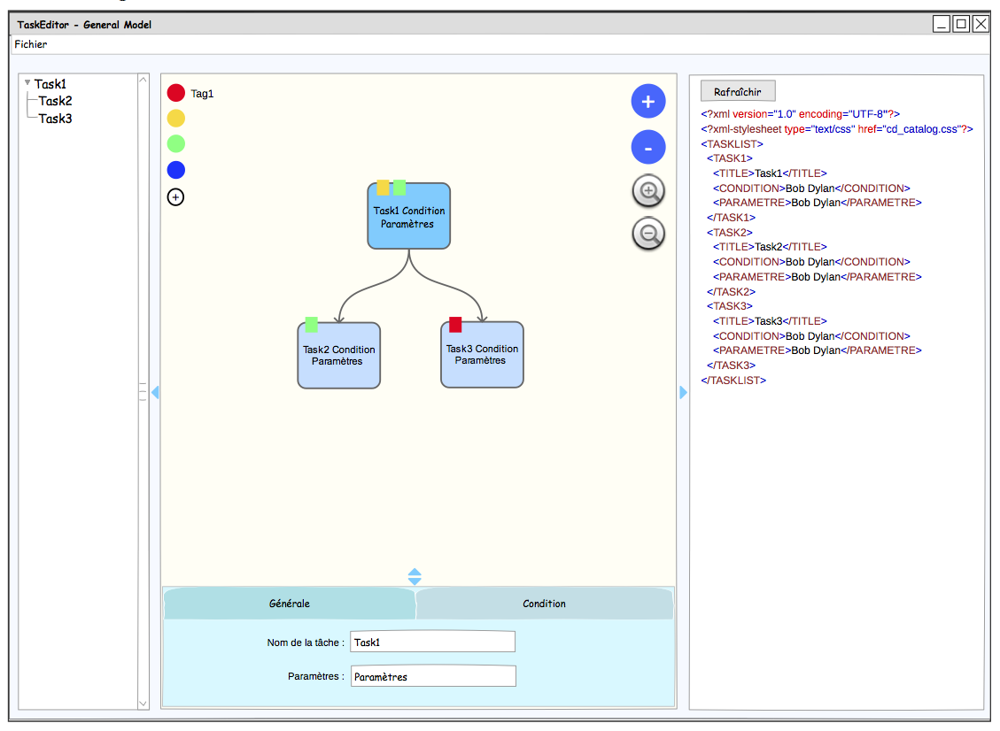 TaskEditor - General Model
Fichier
Task1
Task2
Task3
Tag1
+
-
+
Task1 Condition
Paramètres
Task2 Condition
Paramètres
Task3 Condition
Paramètres
Générale
Condition
Nom de la tâche :
Task1
Paramètres :
Paramètres
Rafraîchir
<?xml version="1.0" encoding="UTF-8"?>
<?xml-stylesheet type="text/css" href="cd_catalog.css"?>
<TASKLIST>
<TASK1>
<TITLE>Task1</TITLE>
<CONDITION>Bob Dylan</CONDITION>
<PARAMETRE>Bob Dylan</PARAMETRE>
</TASK1>
<TASK2>
<TITLE>Task2</TITLE>
<CONDITION>Bob Dylan</CONDITION>
<PARAMETRE>Bob Dylan</PARAMETRE>
</TASK2>
<TASK3>
<TITLE>Task3</TITLE>
<CONDITION>Bob Dylan</CONDITION>
<PARAMETRE>Bob Dylan</PARAMETRE>
</TASK3>
</TASKLIST>